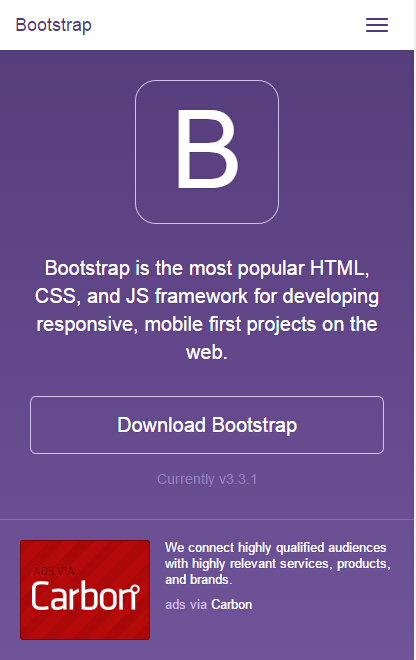 Bootstrap
B
Bootstrap is the most popular HTML,
CSS, and JS framework for developing
responsive, mobile first projects on the
web.
Download Bootstrap
Currently v3.3.1
ADS VIA
Carbon
We connect highly qualified audiences
with highly relevant services, products,
and brands.
ads via Carbon